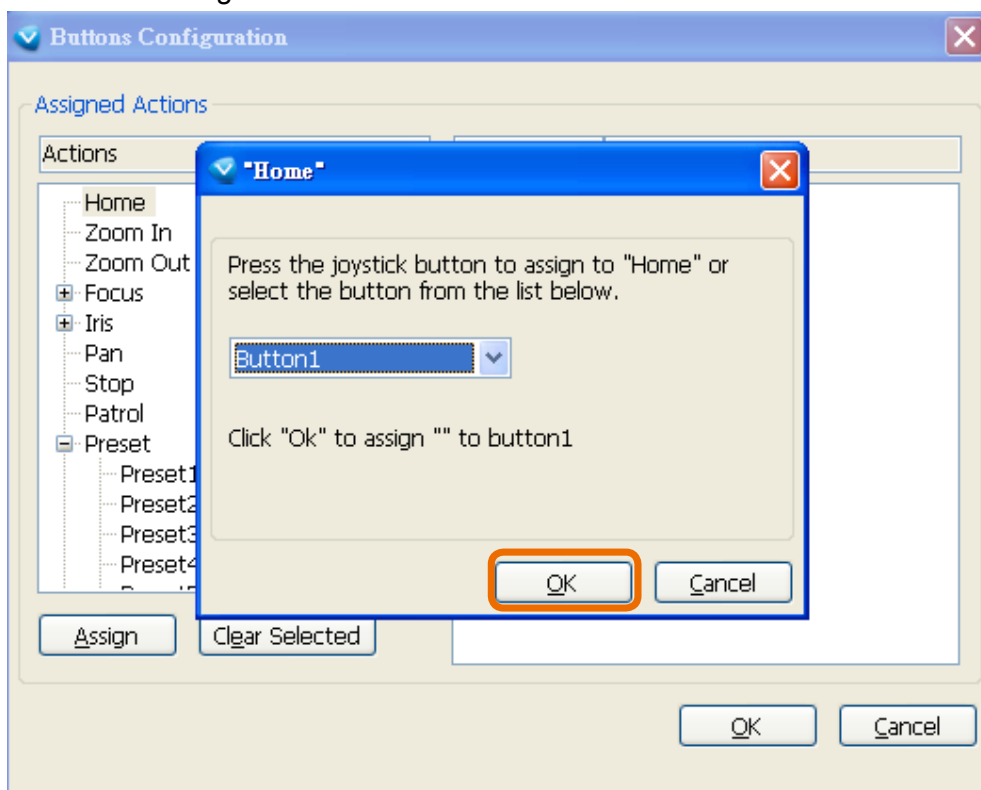 Buttons Configuration
Assigned Actions
Actions
"Home"
Home
Zoom In
Zoom Out
Focus
Iris
Pan
Stop
Patrol
Preset
Preset1
Preset2
Preset3
Preset4
Press the joystick button to assign to "Home" or
select the button from the list below.
Button1
Click "Ok" to assign "" to button1
OK
Cancel
Assign
Clear Selected
OK
Cancel